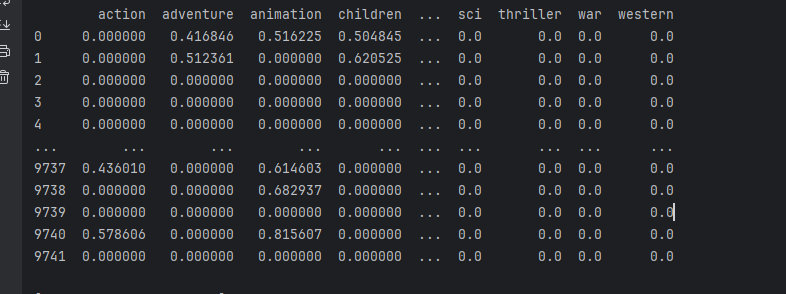 action adventure animation children ... sci thriller war western
0 0.000000 0.416846 0.516225 0.504845 ... 0.0 0.0 0.0 0.0
1 0.000000 0.512361 0.000000 0.620525 ... 0.0 0.0 0.0 0.0
2 0.000000 0.000000 0.000000 0.000000 ... 0.0 0.0 0.0 0.0
3 0.000000 0.000000 0.000000 0.000000 ... 0.0 0.0 0.0 0.0
4 0.000000 0.000000 0.000000 0.000000 ... 0.0 0.0 0.0 0.0
... ... ... ... ... ... ... ... ... ...
9737 0.436010 0.000000 0.614603 0.000000 ... 0.0 0.0 0.0 0.0
9738 0.000000 0.000000 0.682937 0.000000 ... 0.0 0.0 0.0 0.0
9739 0.000000 0.000000 0.000000 0.000000 ... 0.0 0.0 0.0 0.0
9740 0.578606 0.000000 0.815607 0.000000 ... 0.0 0.0 0.0 0.0
9741 0.000000 0.000000 0.000000 0.000000 ... 0.0 0.0 0.0 0.0